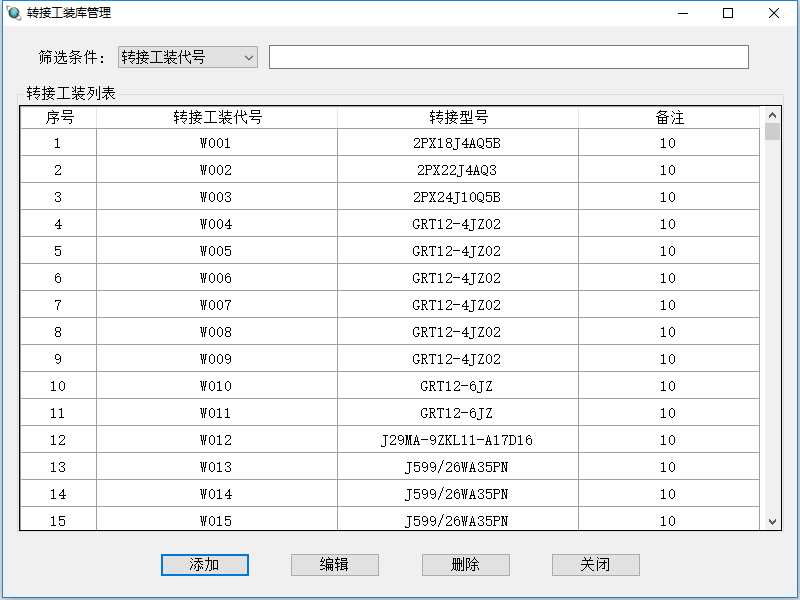 转接工装库管理
筛选条件： 转接工装代号
转接工装列表
序号 转接工装代号 转接型号 备注
1 W001 2PX18J4AQ5B 10
2 W002 2PX22J4AQ3 10
3 W003 2PX24J10Q5B 10
4 W004 GRT12-4JZ02 10
5 W005 GRT12-4JZ02 10
6 W006 GRT12-4JZ02 10
7 W007 GRT12-4JZ02 10
8 W008 GRT12-4JZ02 10
9 W009 GRT12-4JZ02 10
10 W010 GRT12-6JZ 10
11 W011 GRT12-6JZ 10
12 W012 J29MA-9ZKL11-A17D16 10
13 W013 J599/26WA35PN 10
14 W014 J599/26WA35PN 10
15 W015 J599/26WA35PN 10
添加 编辑 删除 关闭